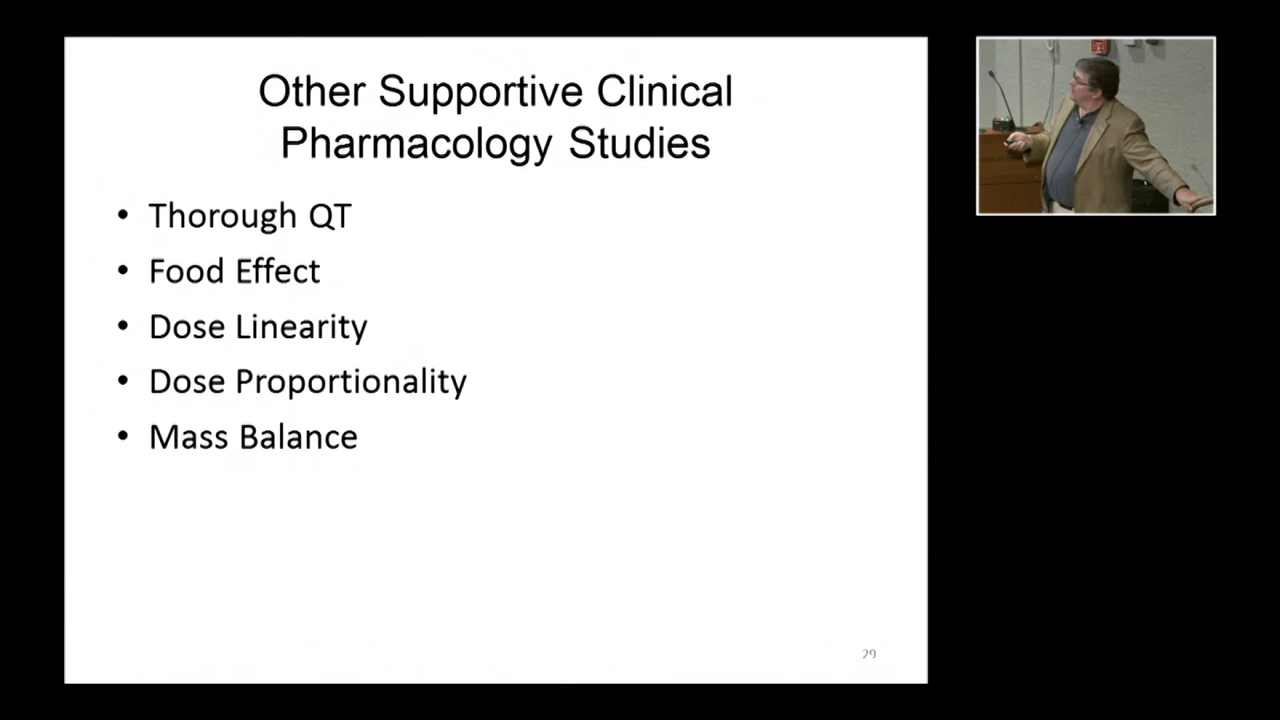 Other Supportive Clinical
Pharmacology Studies
• Thorough QT
• Food Effect
• Dose Linearity
• Dose Proportionality
• Mass Balance
29